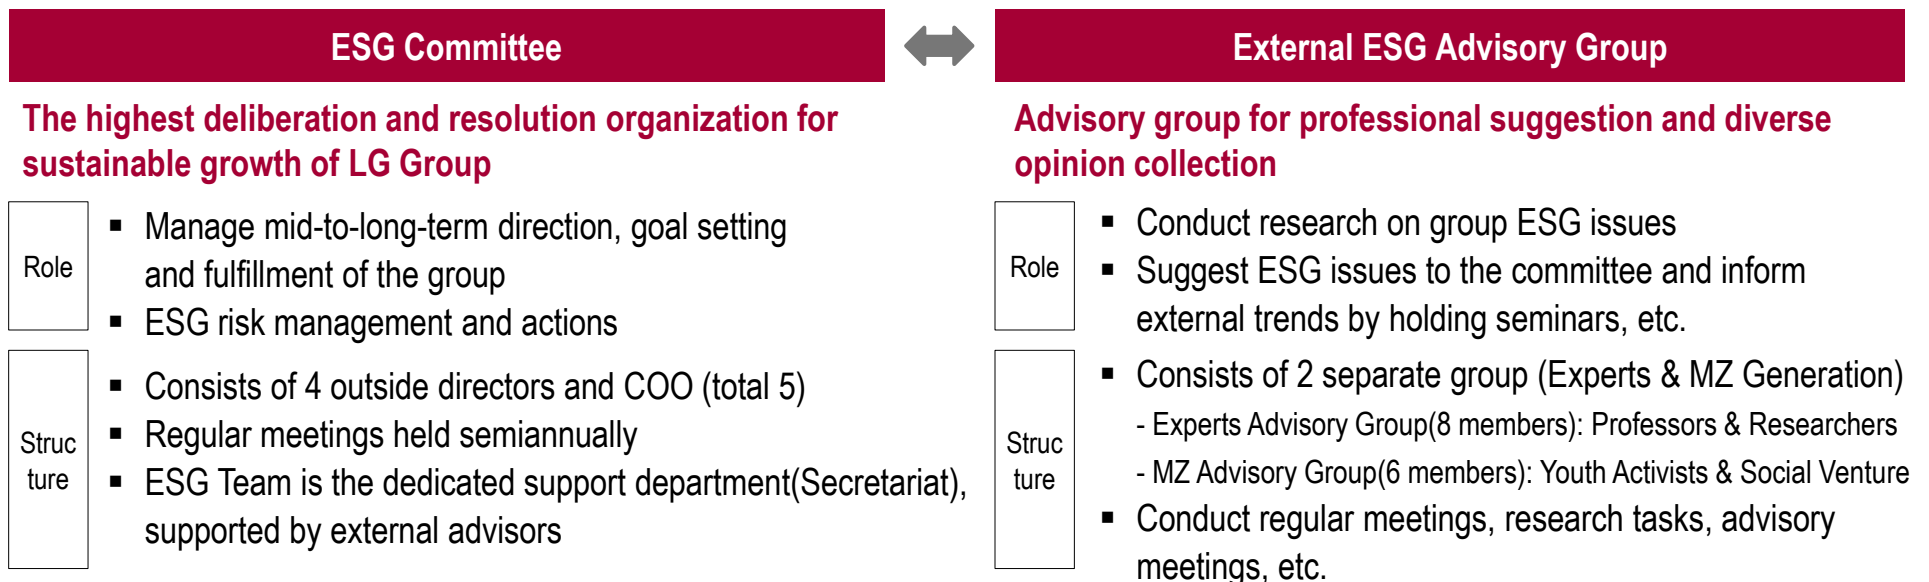 ESG Committee
The highest deliberation and resolution organization for
sustainable growth of LG Group
Role
▪ Manage mid-to-long-term direction, goal setting
and fulfillment of the group
▪ ESG risk management and actions
Struc
ture
▪ Consists of 4 outside directors and COO (total 5)
▪ Regular meetings held semiannually
▪ ESG Team is the dedicated support department(Secretariat),
supported by external advisors
External ESG Advisory Group
Advisory group for professional suggestion and diverse
opinion collection
Role
▪ Conduct research on group ESG issues
▪ Suggest ESG issues to the committee and inform
external trends by holding seminars, etc.
Struc
ture
▪ Consists of 2 separate group (Experts & MZ Generation)
- Experts Advisory Group(8 members): Professors & Researchers
- MZ Advisory Group(6 members): Youth Activists & Social Venture
▪ Conduct regular meetings, research tasks, advisory
meetings, etc.